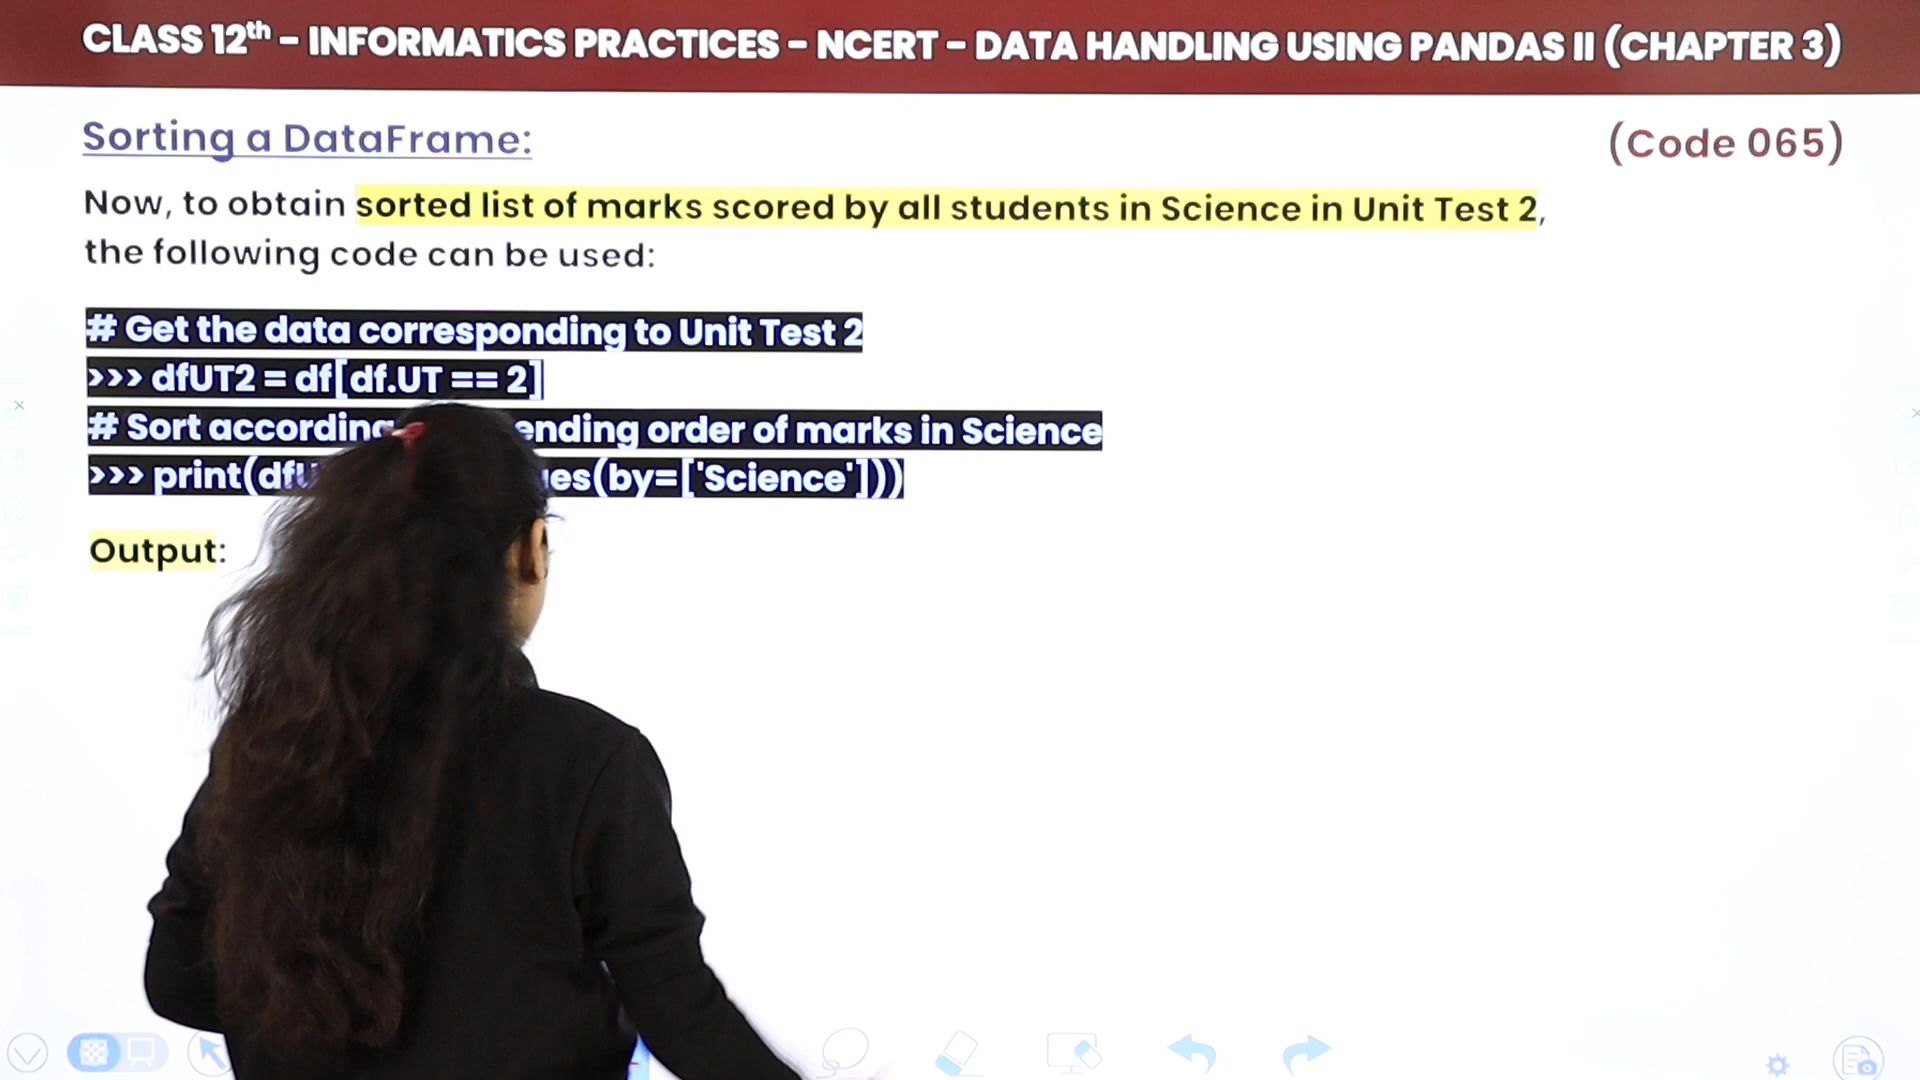 CLASS 12th - INFORMATICS PRACTICES - NCERT - DATA HANDLING USING PANDAS II (CHAPTER 3)
Sorting a DataFrame:
(Code 065)
Now, to obtain sorted list of marks scored by all students in Science in Unit Test 2,
the following code can be used:
# Get the data corresponding to Unit Test 2
>>> dfUT2 = df[df.UT == 2]
# Sort according ending order of marks in Science
>>> print(dfU es(by=['Science']))
Output: